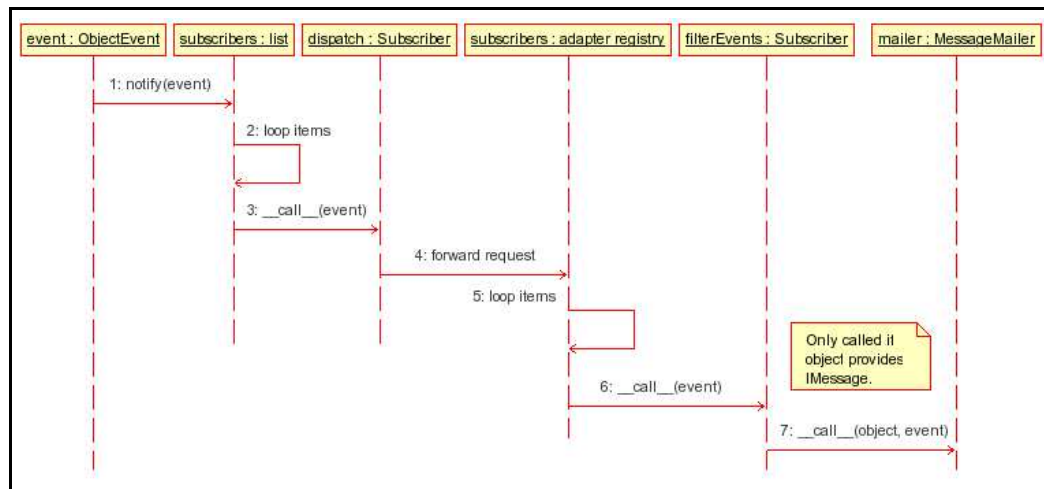 event : ObjectEvent
subscribers : list
dispatch : Subscriber
subscribers : adapter registry
filterEvents : Subscriber
mailer : MessageMailer
1: notify(event)
2: loop items
3: __call__(event)
4: forward request
5: loop items
Only called if
object provides
IMessage.
6: __call__(event)
7: __call__(object, event)